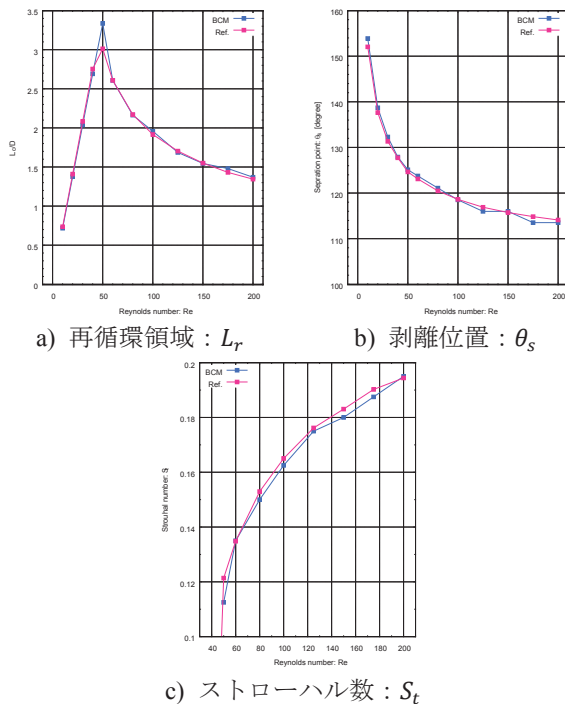 BCM
Ref.
3.5
3
2.5
2
1.5
1
0.5
0
L_r/D
0 50 100 150 200
Reynolds number: Re
a) 再循環領域：L_r
BCM
Ref.
160
150
140
130
120
110
100
Sepration point: θ_s [degree]
0 50 100 150 200
Reynolds number: Re
b) 剥離位置：θ_s
BCM
Ref.
0.2
0.18
0.16
0.14
0.12
0.1
Strouhal number: St
40 60 80 100 120 140 160 180 200
Reynolds number: Re
c) ストローハル数：S_t